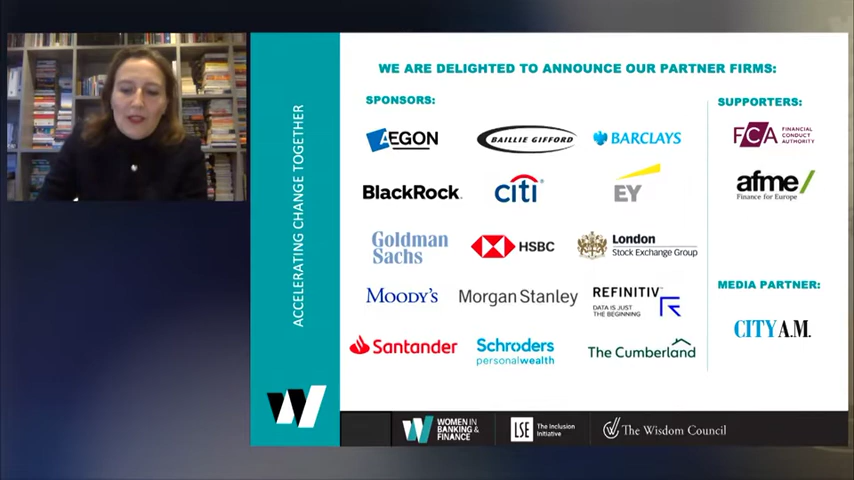 WE ARE DELIGHTED TO ANNOUNCE OUR PARTNER FIRMS:
SPONSORS:
AEGON
BAILLIE GIFFORD
BARCLAYS
BlackRock.
citi
EY
Goldman
Sachs
HSBC
London
Stock Exchange Group
MOODY'S
Morgan Stanley
REFINITIV
DATA IS JUST
THE BEGINNING
Santander
Schroders
personalwealth
The Cumberland
SUPPORTERS:
FCA
FINANCIAL
CONDUCT
AUTHORITY
afme/
Finance for Europe
MEDIA PARTNER:
CITY A.M.
ACCELERATING CHANGE TOGETHER
W
WOMEN IN
BANKING &
FINANCE
LSE
The Inclusion
Initiative
The Wisdom Council